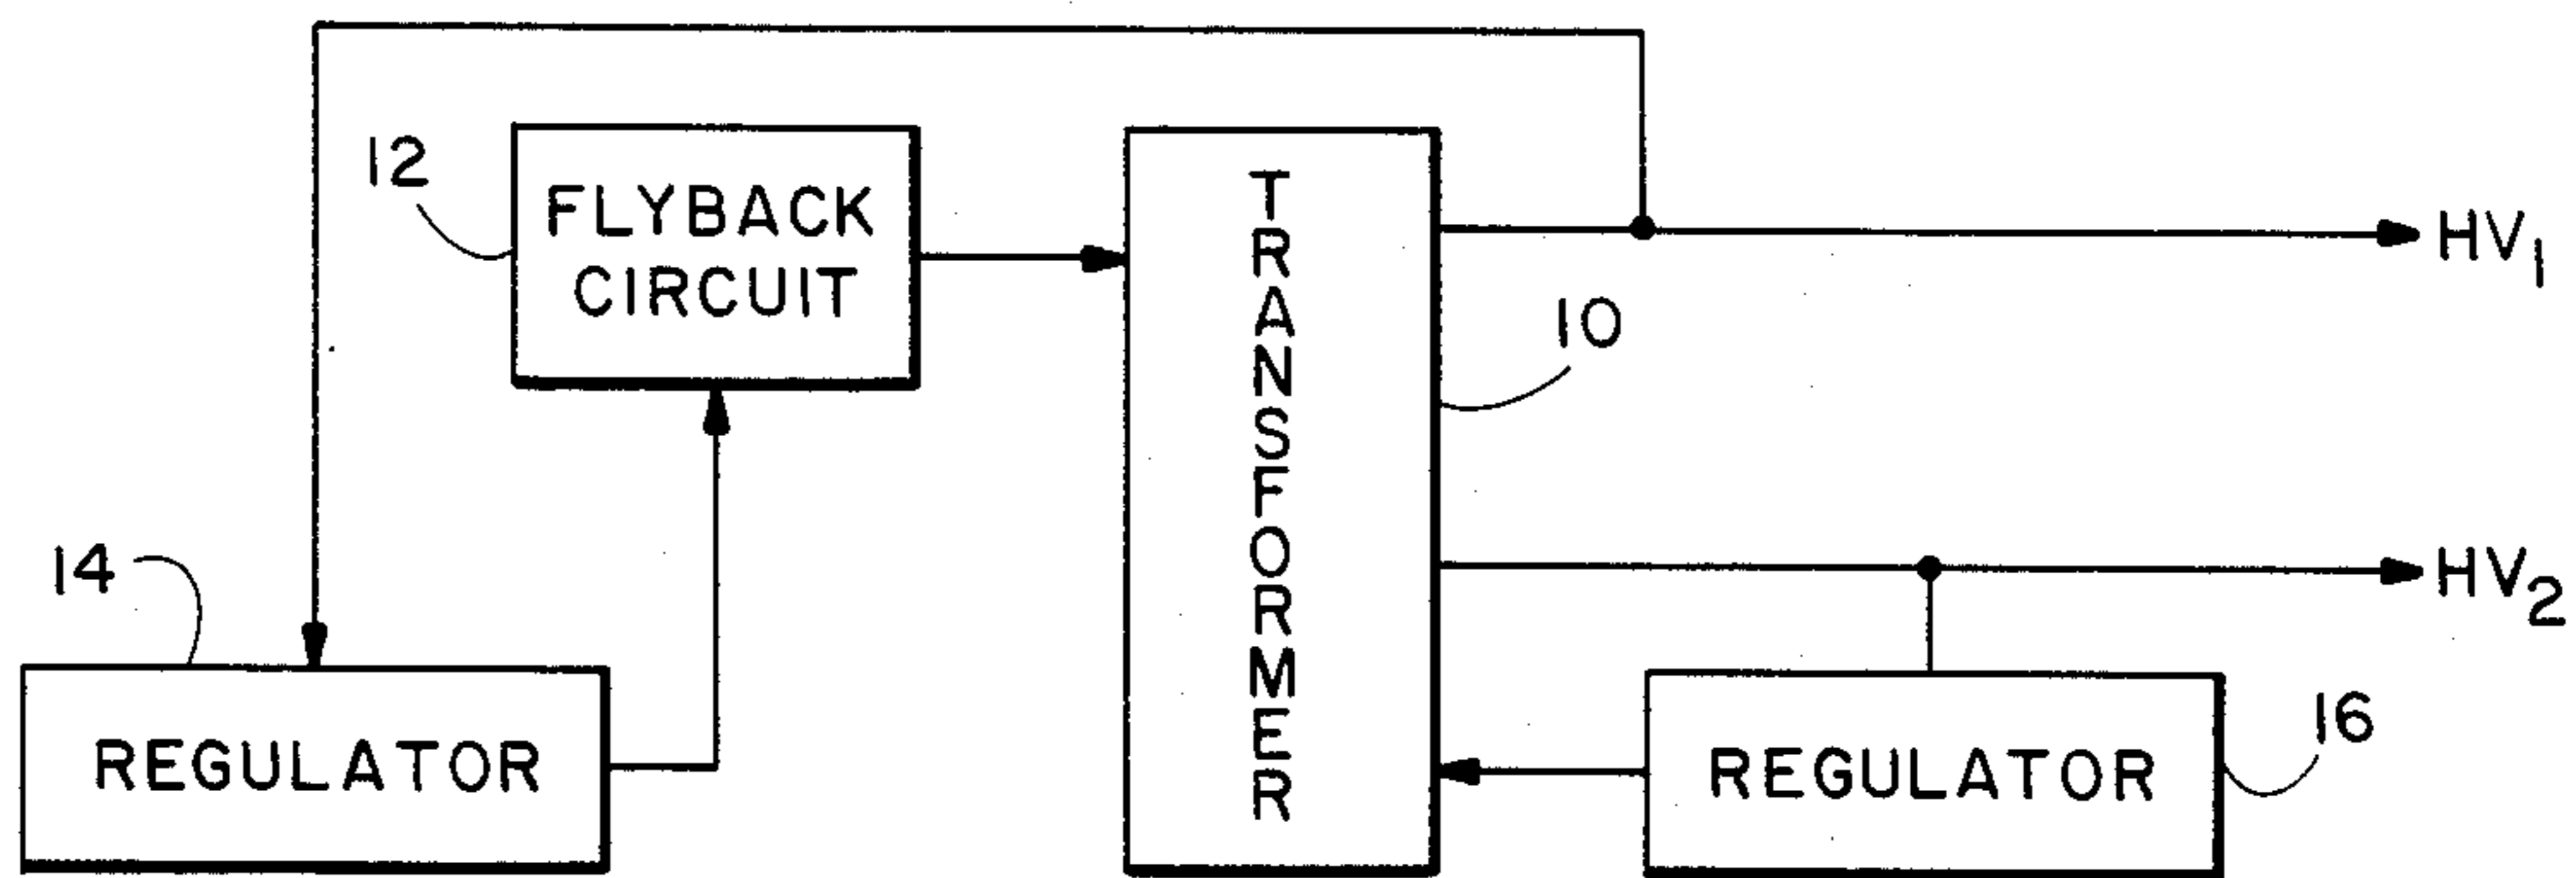 12
FLYBACK
CIRCUIT
TRANSFORMER
HV₁
10
14
HV₂
REGULATOR
REGULATOR
16